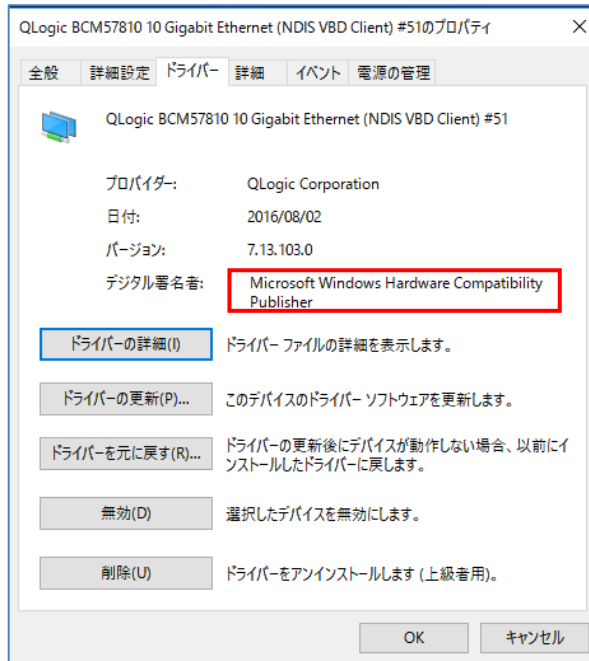 QLogic BCM57810 10 Gigabit Ethernet (NDIS VBD Client) #51のプロパティ
全般 詳細設定 ドライバー 詳細 イベント 電源の管理
QLogic BCM57810 10 Gigabit Ethernet (NDIS VBD Client) #51
プロバイダー: QLogic Corporation
日付: 2016/08/02
バージョン: 7.13.103.0
デジタル署名者: Microsoft Windows Hardware Compatibility
Publisher
ドライバーの詳細(I) ドライバー ファイルの詳細を表示します。
ドライバーの更新(P)... このデバイスのドライバー ソフトウェアを更新します。
ドライバーを元に戻す(R)... ドライバーの更新後にデバイスが動作しない場合、以前にイ
ンストールしたドライバーに戻します。
無効(D) 選択したデバイスを無効にします。
削除(U) ドライバーをアンインストールします (上級者用)。
OK キャンセル